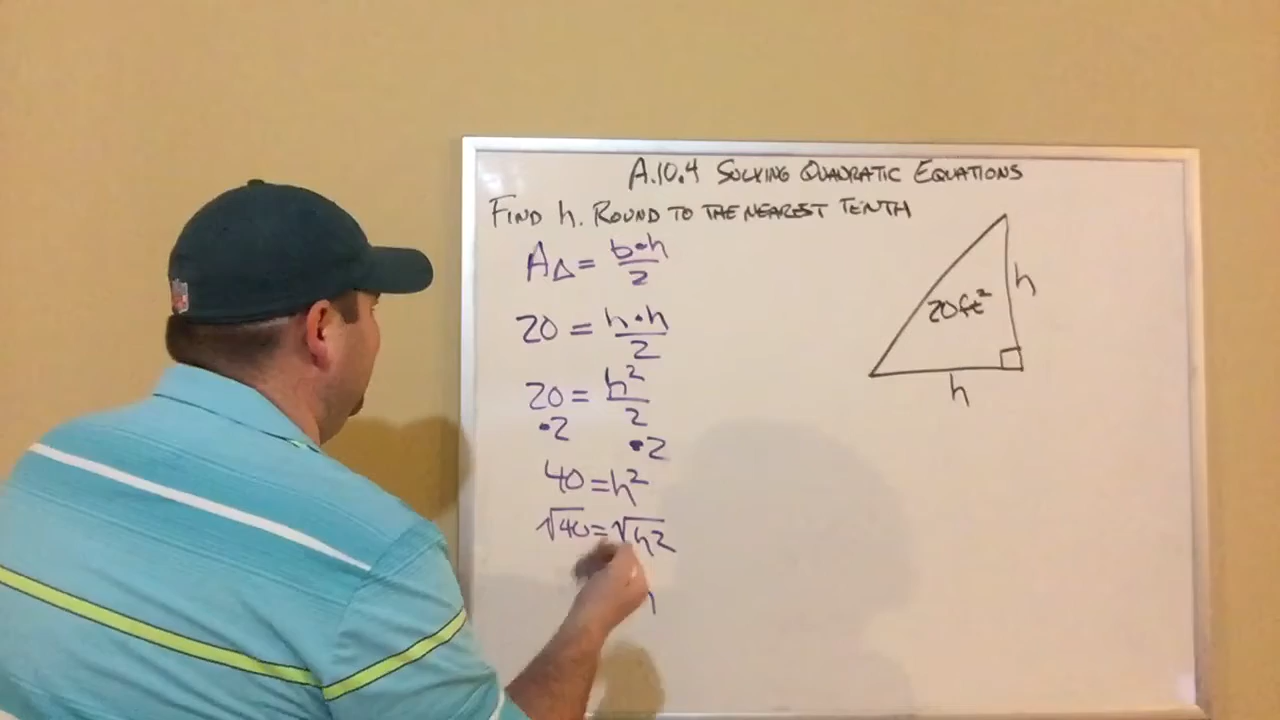 A.10.4 SOLVING QUADRATIC EQUATIONS
FIND h. ROUND TO THE NEAREST TENTH
A△ = b•h/2
20 = h•h/2
20 = h²/2
•2 •2
40 = h²
√40 = √h2
h
20ft²
h
h